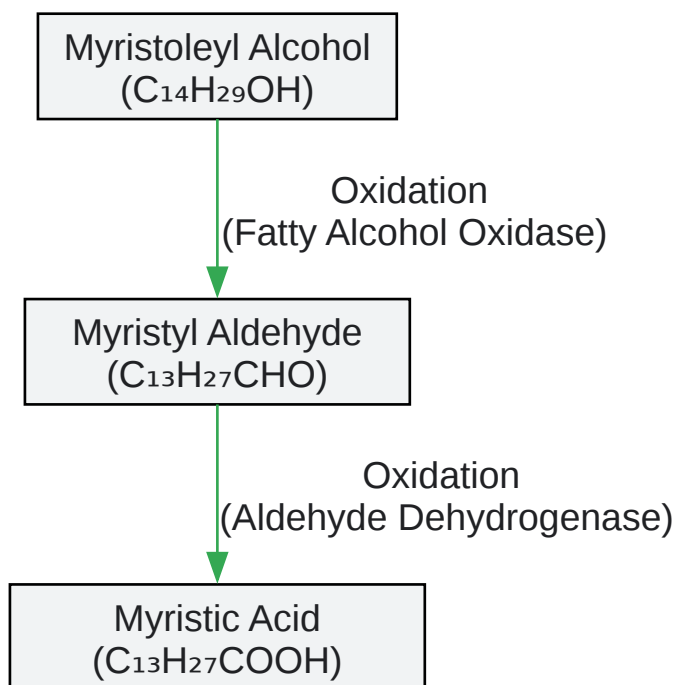 Myristoleyl Alcohol
(C₁₄H₂₉OH)
Oxidation
(Fatty Alcohol Oxidase)
Myristyl Aldehyde
(C₁₃H₂₇CHO)
Oxidation
(Aldehyde Dehydrogenase)
Myristic Acid
(C₁₃H₂₇COOH)